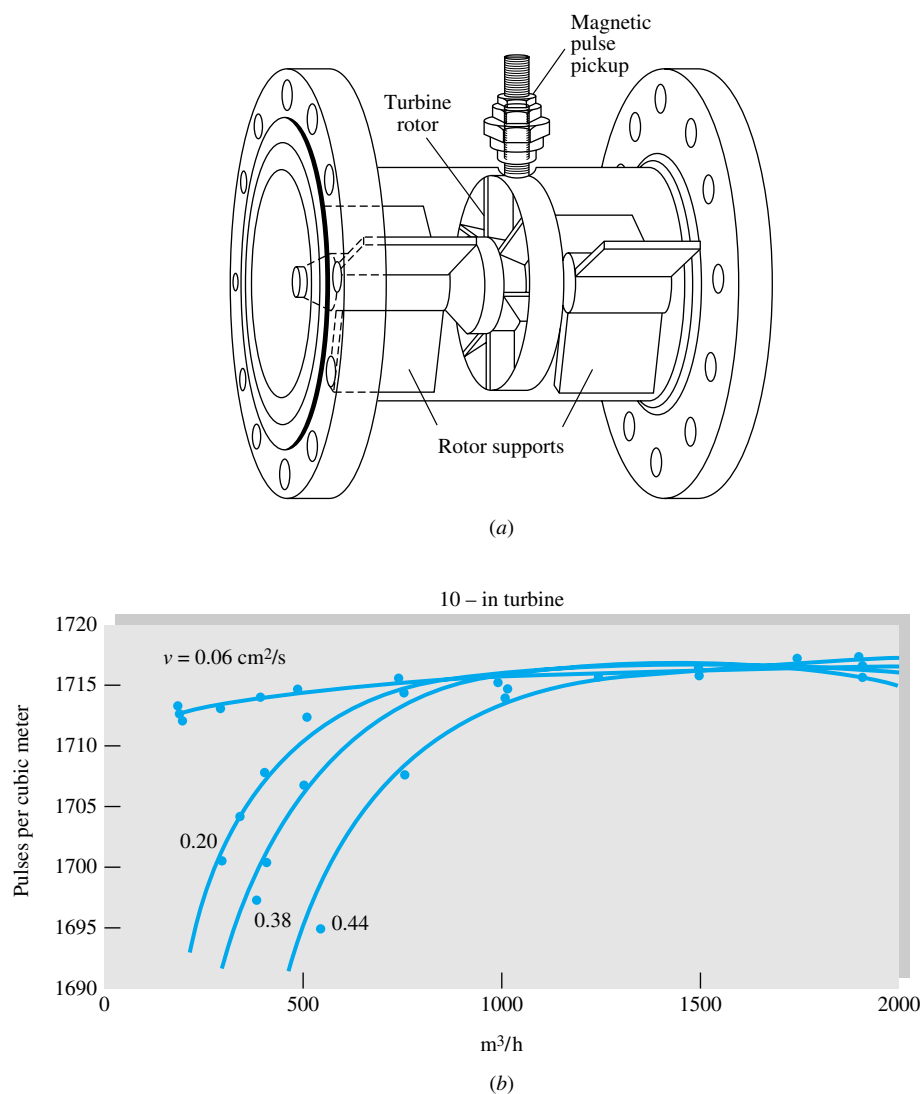 Magnetic
pulse
pickup
Turbine
rotor
Rotor supports
(a)
10 – in turbine
1720
ν = 0.06 cm²/s
1715
1710
Pulses per cubic meter
1705
0.20
1700
0.38
0.44
1695
1690
0
500
1000
1500
2000
m³/h
(b)